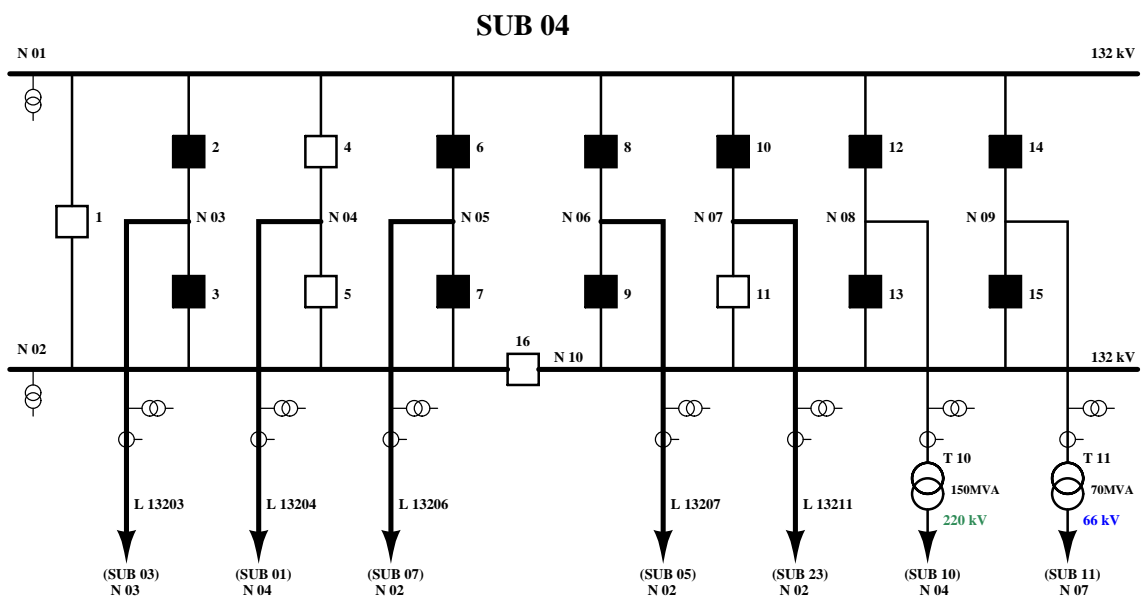 SUB 04
N 01 132 kV
2 4 6 8 10 12 14
1 N 03 N 04 N 05 N 06 N 07 N 08 N 09
3 5 7 9 11 13 15
16
N 02 N 10 132 kV
T 10 T 11
150MVA 70MVA
L 13203 L 13204 L 13206 L 13207 L 13211
220 kV 66 kV
(SUB 03) (SUB 01) (SUB 07) (SUB 05) (SUB 23) (SUB 10) (SUB 11)
N 03 N 04 N 02 N 02 N 02 N 04 N 07